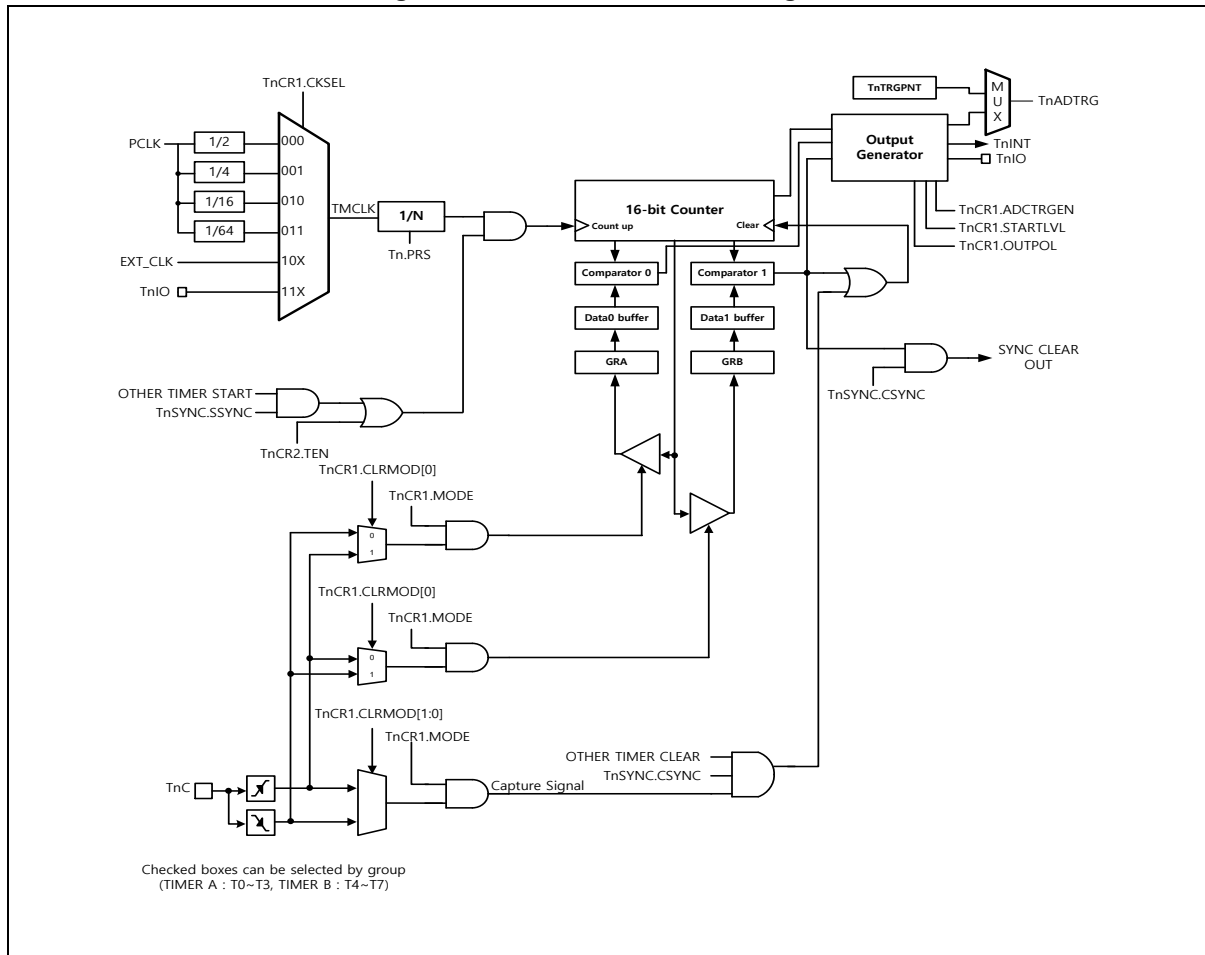 TnCR1.CKSEL
PCLK
1/2
000
1/4
001
1/16
010
1/64
011
EXT_CLK
10X
TnIO
11X
TMCLK
1/N
Tn.PRS
16-bit Counter
Count up
Clear
TnTRGPNT
M
U
X
TnADTRG
Output
Generator
TnINT
TnIO
TnCR1.ADCTRGEN
TnCR1.STARTLVL
TnCR1.OUTPOL
Comparator 0
Comparator 1
Data0 buffer
Data1 buffer
GRA
GRB
SYNC CLEAR
OUT
TnSYNC.CSYNC
OTHER TIMER START
TnSYNC.SSYNC
TnCR2.TEN
TnCR1.CLRMOD[0]
TnCR1.MODE
0
1
TnCR1.CLRMOD[0]
TnCR1.MODE
0
1
TnCR1.CLRMOD[1:0]
TnCR1.MODE
OTHER TIMER CLEAR
TnSYNC.CSYNC
Capture Signal
TnC
Checked boxes can be selected by group
(TIMER A : T0~T3, TIMER B : T4~T7)